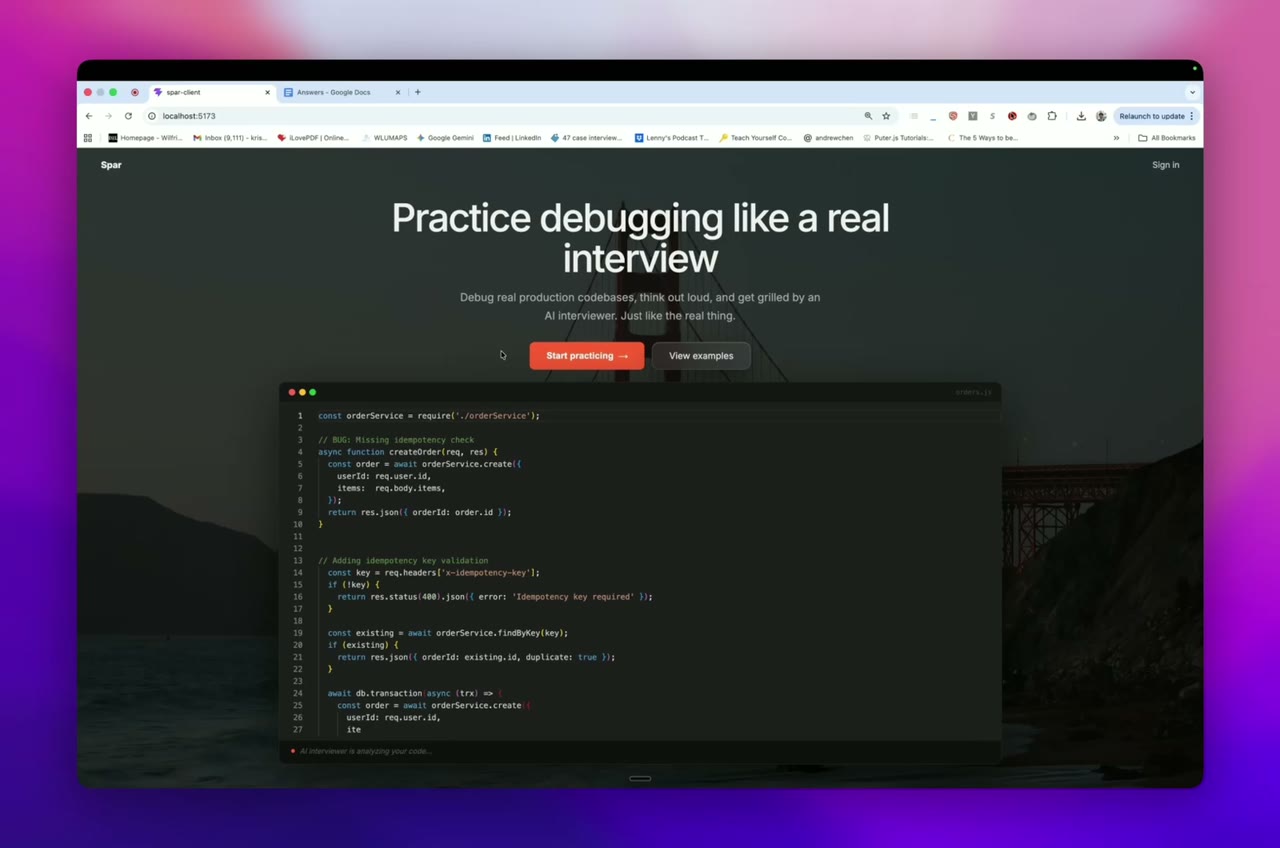 spar-client
Answers - Google Docs
localhost:5173
Relaunch to update
Homepage - Wilfri...
Inbox (9,111) - kris...
iLovePDF | Online...
WLUMAPS
Google Gemini
Feed | LinkedIn
47 case interview...
Lenny's Podcast T...
Teach Yourself Co...
andrewchen
Puter.js Tutorials:...
The 5 Ways to be...
»
All Bookmarks
Spar
Sign in
Practice debugging like a real
interview
Debug real production codebases, think out loud, and get grilled by an
AI interviewer. Just like the real thing.
Start practicing →
View examples
orders.js
1 const orderService = require('./orderService');
2
3 // BUG: Missing idempotency check
4 async function createOrder(req, res) {
5 const order = await orderService.create({
6 userId: req.user.id,
7 items:  req.body.items,
8 });
9 return res.json({ orderId: order.id });
10 }
11
12
13 // Adding idempotency key validation
14 const key = req.headers['x-idempotency-key'];
15 if (!key) {
16 return res.status(400).json({ error: 'Idempotency key required' });
17 }
18
19 const existing = await orderService.findByKey(key);
20 if (existing) {
21 return res.json({ orderId: existing.id, duplicate: true });
22 }
23
24 await db.transaction(async (trx) => {
25 const order = await orderService.create({
26 userId: req.user.id,
27 ite
AI interviewer is analyzing your code...